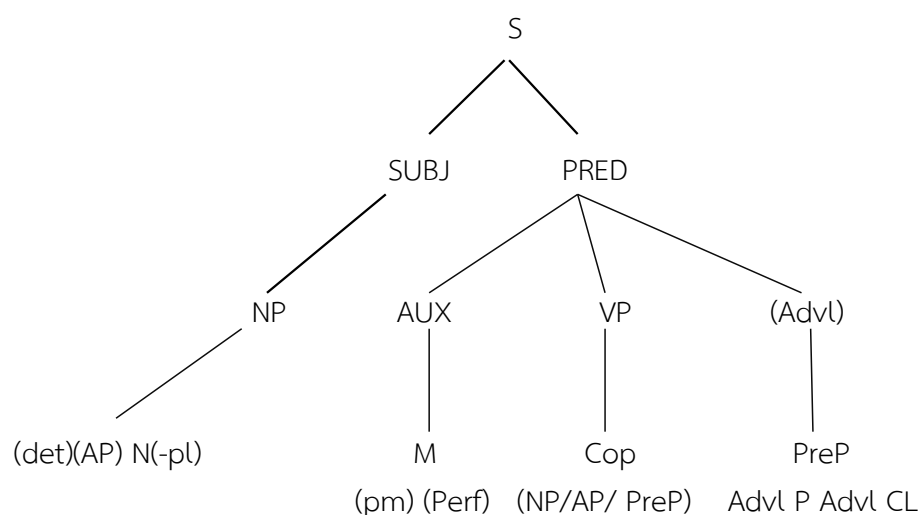 S
SUBJ PRED
NP AUX VP (Advl)
(det)(AP) N(-pl) M Cop PreP
(pm) (Perf) (NP/AP/ PreP) Advl P Advl CL